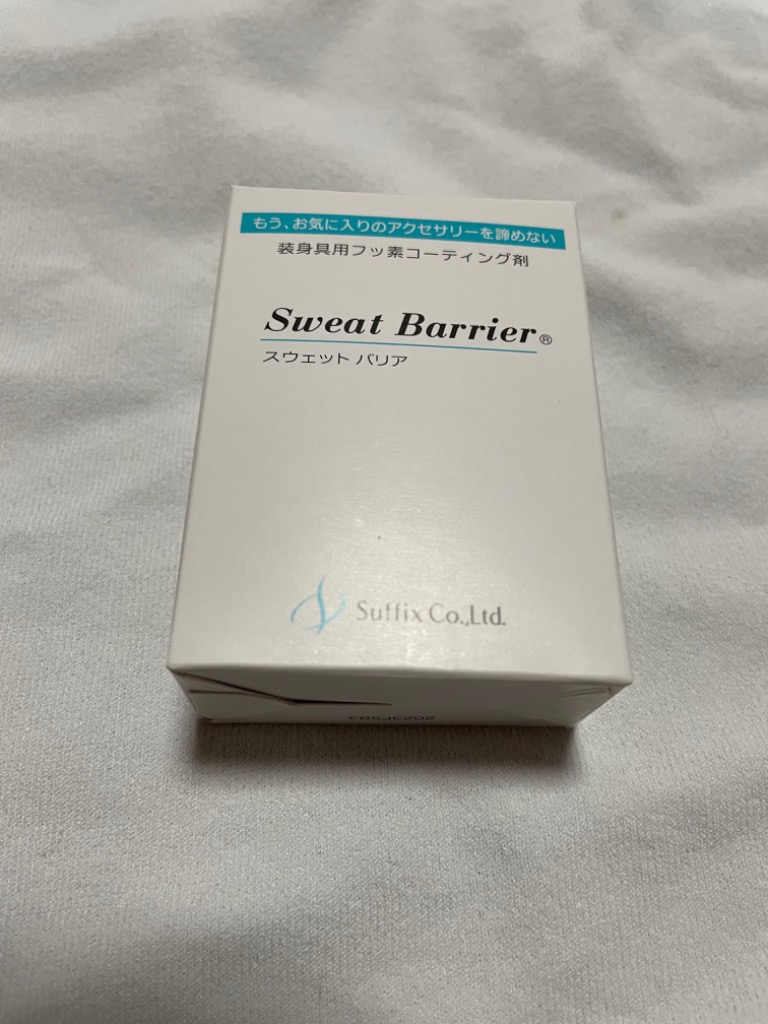 もう、お気に入りのアクセサリーを諦めない
装身具用フッ素コーティング剤
Sweat Barrier®
スウェット バリア
Suffix Co.,Ltd.